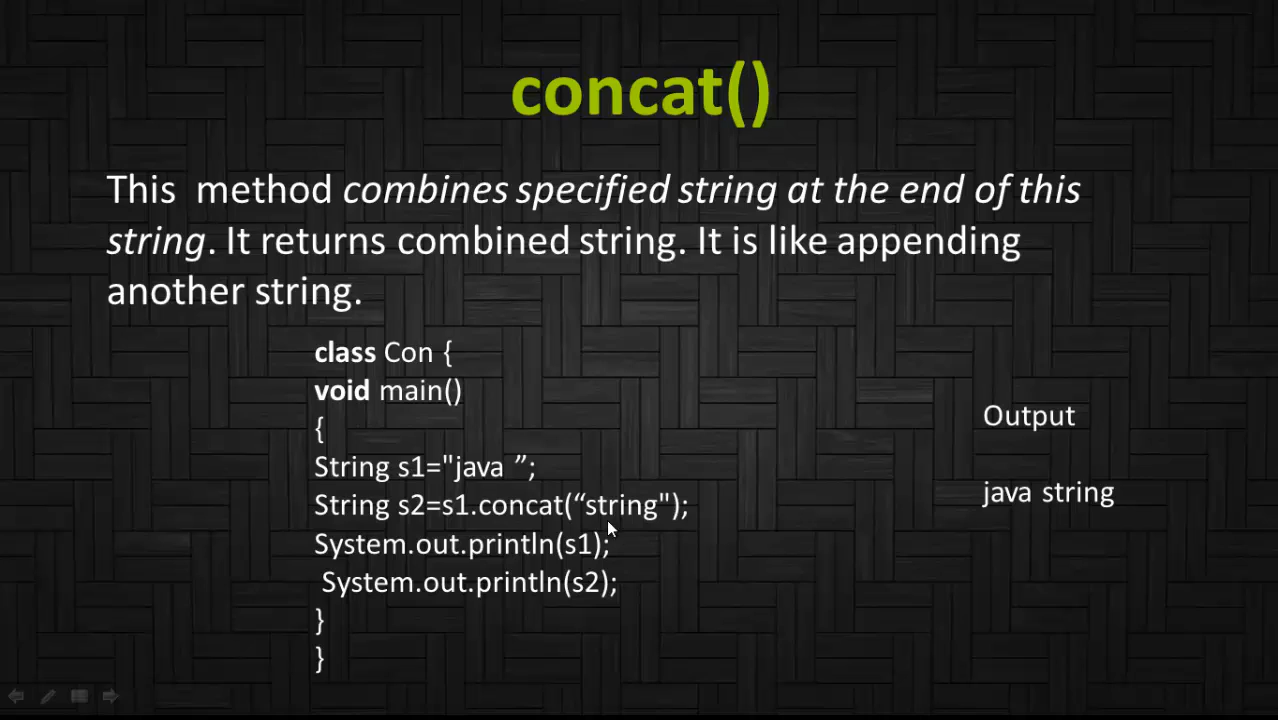 concat()
This  method combines specified string at the end of this
string. It returns combined string. It is like appending
another string.
class Con {
void main()
{
String s1="java ”;
String s2=s1.concat(“string");
System.out.println(s1);
System.out.println(s2);
}
}
Output
java string